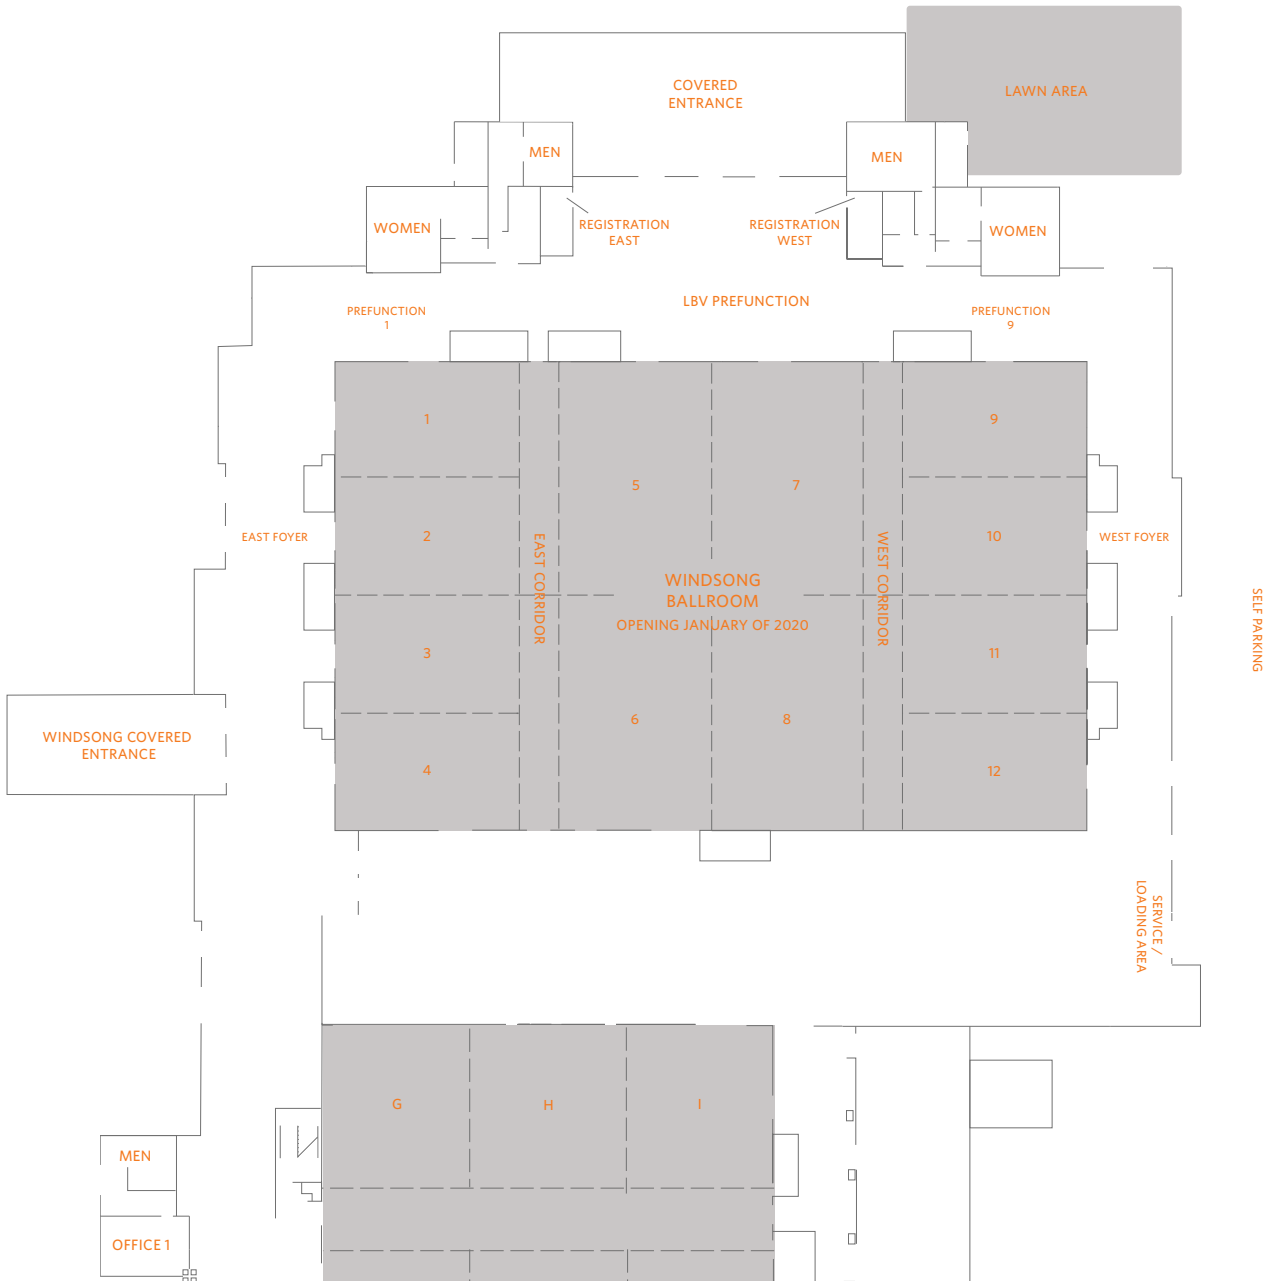 COVERED
ENTRANCE
LAWN AREA
MEN
MEN
WOMEN
REGISTRATION
EAST
REGISTRATION
WEST
WOMEN
LBV PREFUNCTION
PREFUNCTION
1
PREFUNCTION
9
1
9
5
7
EAST FOYER
2
EAST CORRIDOR
WEST CORRIDOR
10
WEST FOYER
WINDSONG
BALLROOM
OPENING JANUARY OF 2020
SELF PARKING
3
11
6
8
WINDSONG COVERED
ENTRANCE
4
12
SERVICE /
LOADING AREA
G
H
I
MEN
OFFICE 1